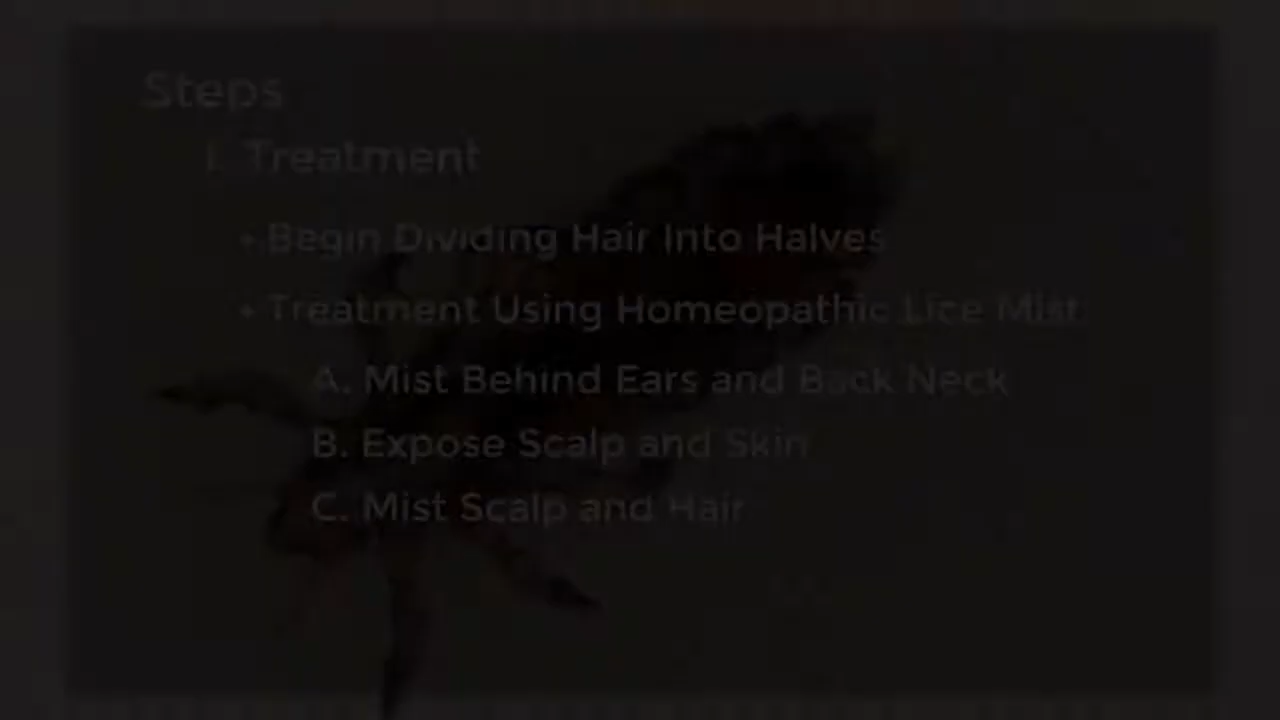 Steps
I. Treatment
• Begin Dividing Hair Into Halves
• Treatment Using Homeopathic Lice Mist
A. Mist Behind Ears and Back Neck
B. Expose Scalp and Skin
C. Mist Scalp and Hair